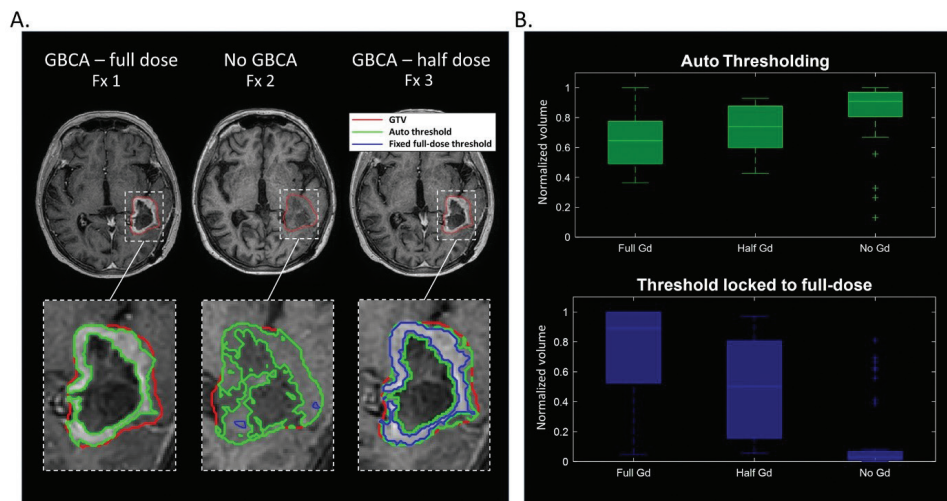 A.
GBCA – full dose
Fx 1
No GBCA
Fx 2
GBCA – half dose
Fx 3
GTV
Auto threshold
Fixed full-dose threshold
B.
Auto Thresholding
Normalized volume
1
0.8
0.6
0.4
0.2
0
Full Gd
Half Gd
No Gd
Threshold locked to full-dose
Normalized volume
1
0.8
0.6
0.4
0.2
0
Full Gd
Half Gd
No Gd